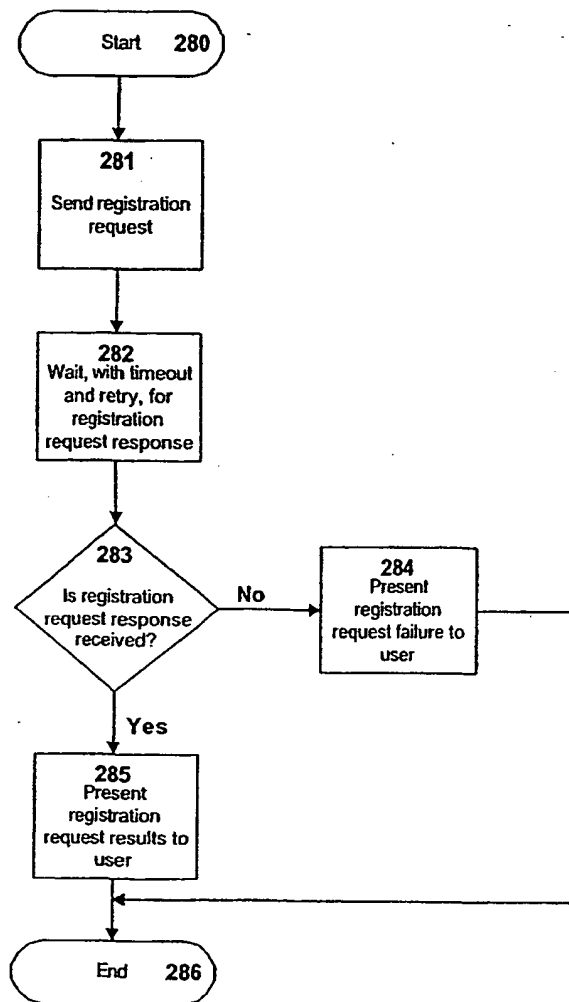 Start 280
281
Send registration
request
282
Wait, with timeout
and retry, for
registration
request response
283
Is registration
request response
received?
No
284
Present
registration
request failure to
user
Yes
285
Present
registration
request results to
user
End 286